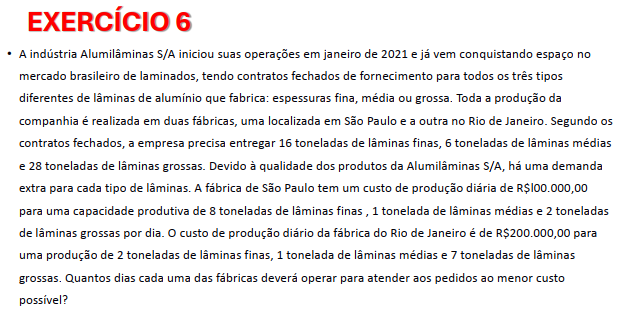 EXERCÍCIO 6
• A indústria Alumilâminas S/A iniciou suas operações em janeiro de 2021 e já vem conquistando espaço no
mercado brasileiro de laminados, tendo contratos fechados de fornecimento para todos os três tipos
diferentes de lâminas de alumínio que fabrica: espessuras fina, média ou grossa. Toda a produção da
companhia é realizada em duas fábricas, uma localizada em São Paulo e a outra no Rio de Janeiro. Segundo os
contratos fechados, a empresa precisa entregar 16 toneladas de lâminas finas, 6 toneladas de lâminas médias
e 28 toneladas de lâminas grossas. Devido à qualidade dos produtos da Alumilâminas S/A, há uma demanda
extra para cada tipo de lâminas. A fábrica de São Paulo tem um custo de produção diária de R$l00.000,00
para uma capacidade produtiva de 8 toneladas de lâminas finas , 1 tonelada de lâminas médias e 2 toneladas
de lâminas grossas por dia. O custo de produção diário da fábrica do Rio de Janeiro é de R$200.000,00 para
uma produção de 2 toneladas de lâminas finas, 1 tonelada de lâminas médias e 7 toneladas de lâminas
grossas. Quantos dias cada uma das fábricas deverá operar para atender aos pedidos ao menor custo
possível?